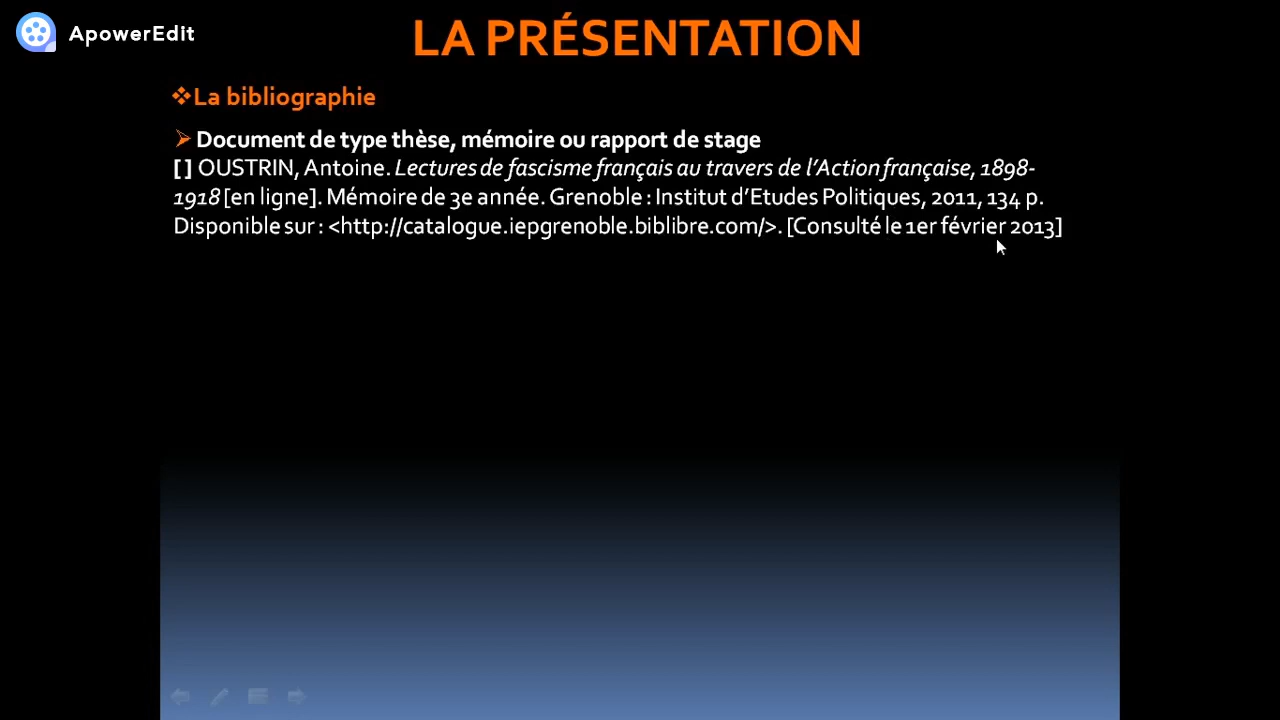 ApowerEdit
LA PRÉSENTATION
❖La bibliographie
➢ Document de type thèse, mémoire ou rapport de stage
[ ] OUSTRIN, Antoine. Lectures de fascisme français au travers de l’Action française, 1898-
1918 [en ligne]. Mémoire de 3e année. Grenoble : Institut d’Etudes Politiques, 2011, 134 p.
Disponible sur : <http://catalogue.iepgrenoble.biblibre.com/>. [Consulté le 1er février 2013]